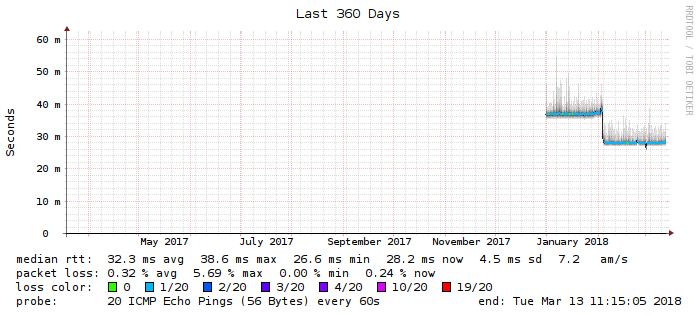 Last 360 Days
RRDTOOL / TOBI OETIKER
Seconds
60 m
50 m
40 m
30 m
20 m
10 m
0
May 2017 July 2017 September 2017 November 2017 January 2018
median rtt: 32.3 ms avg 38.6 ms max 26.6 ms min 28.2 ms now 4.5 ms sd 7.2 am/s
packet loss: 0.32 % avg 5.69 % max 0.00 % min 0.24 % now
loss color: 0 1/20 2/20 3/20 4/20 10/20 19/20
probe: 20 ICMP Echo Pings (56 Bytes) every 60s end: Tue Mar 13 11:15:05 2018